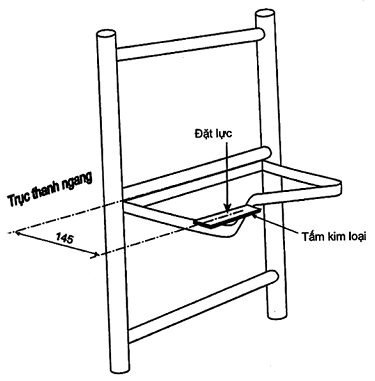 Đặt lực
Trục thanh ngang
145
Tấm kim loại